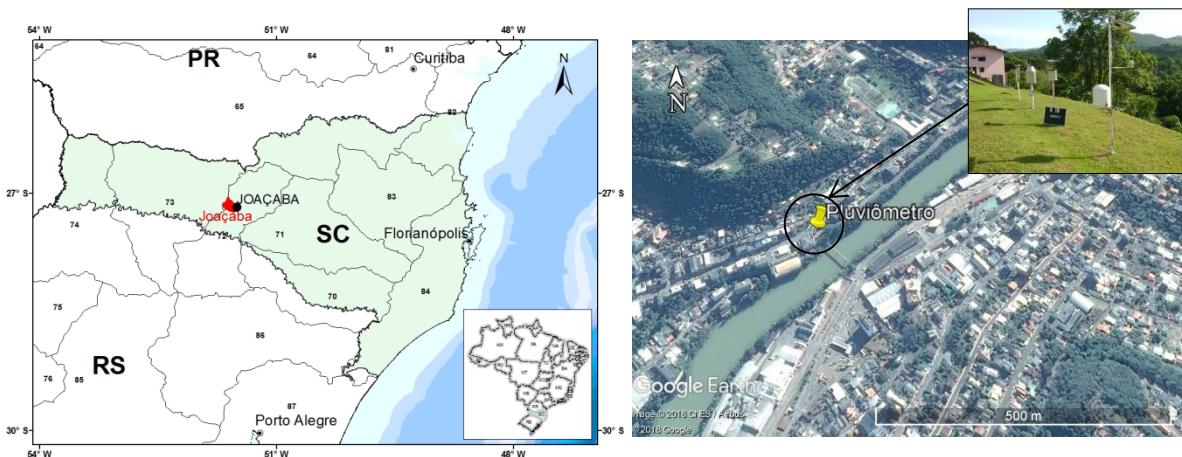 54° W
51° W
48° W
64
PR
64
81
Curitiba
N
65
82
27° S
27° S
73
JOAÇABA
Joaçaba
83
74
72
71
SC
Florianópolis
70
84
75
86
RS
76
85
87
Porto Alegre
30° S
30° S
54° W
51° W
48° W
N
Pluviômetro
Google Earth
Image © 2018 CNES / Airbus
© 2018 Google
500 m